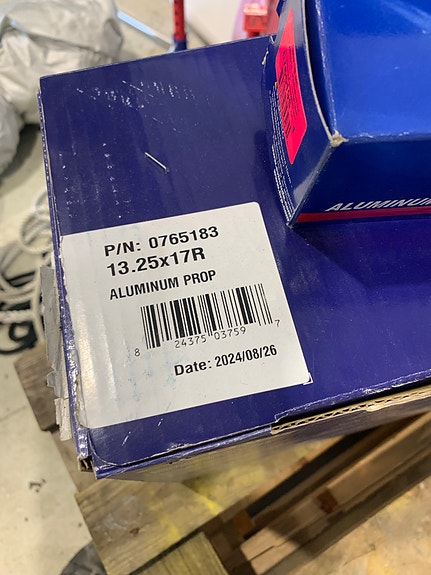 ALUMINUM
P/N: 0765183
13.25x17R
ALUMINUM PROP
8 24375 03759 7
Date: 2024/08/26